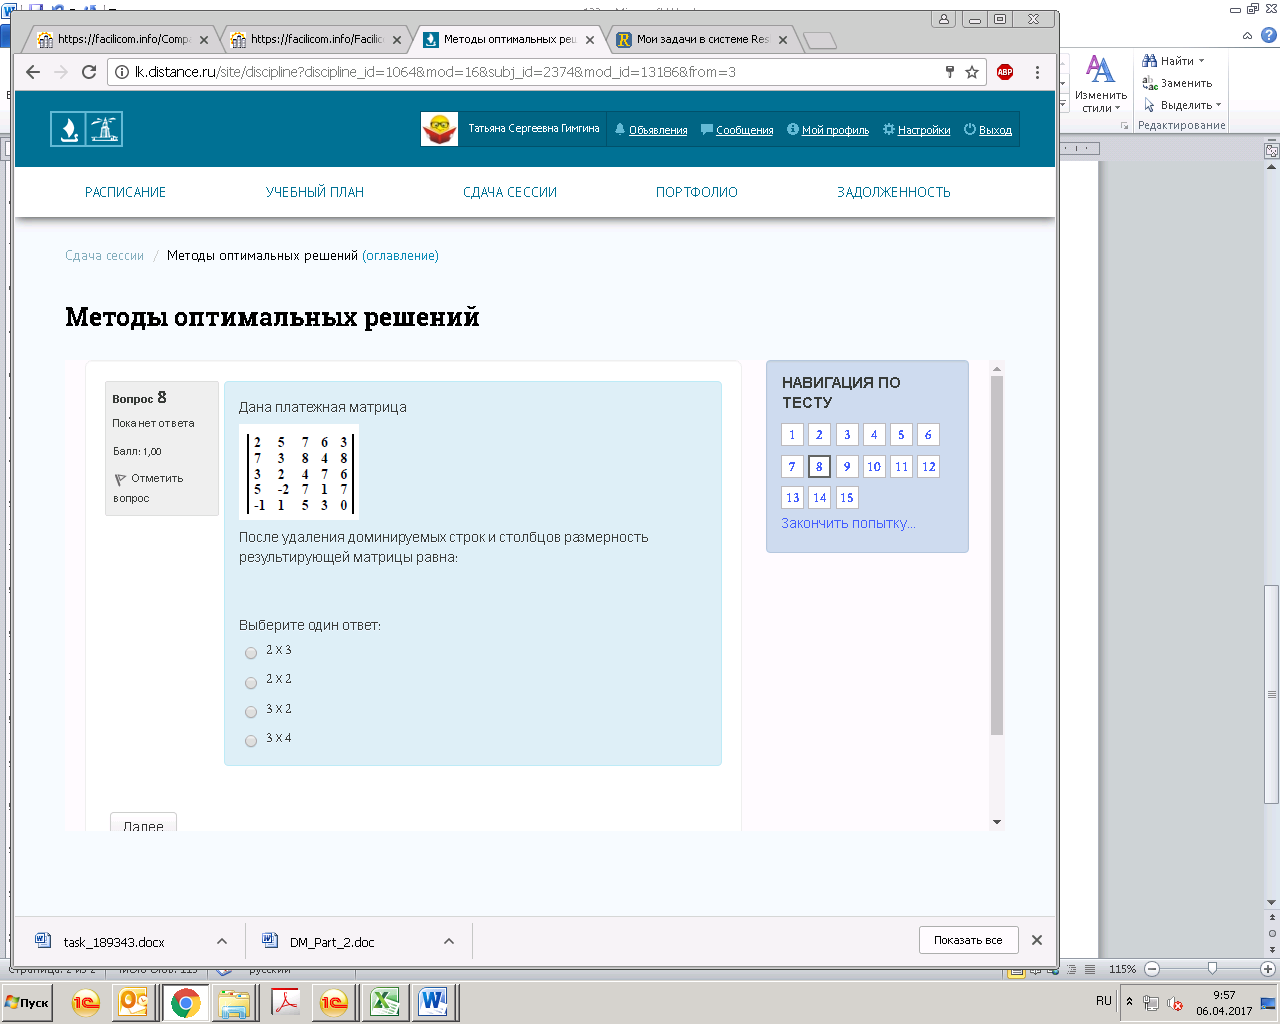 https://facilicom.info/Compa
https://facilicom.info/Facilic
Методы оптимальных реш
Мои задачи в системе Res
lk.distance.ru/site/discipline?discipline_id=1064&mod=16&subj_id=2374&mod_id=13186&from=3
ABP
Найти
Заменить
Выделить
Изменить
стили
Редактирование
Татьяна Сергеевна Гимгина
Объявления
Сообщения
Мой профиль
Настройки
Выход
РАСПИСАНИЕ
УЧЕБНЫЙ ПЛАН
СДАЧА СЕССИИ
ПОРТФОЛИО
ЗАДОЛЖЕННОСТЬ
Сдача сессии / Методы оптимальных решений (оглавление)
Методы оптимальных решений
Вопрос 8
Пока нет ответа
Балл: 1,00
Отметить
вопрос
Дана платежная матрица
2 5 7 6 3
7 3 8 4 8
3 2 4 7 6
5 -2 7 1 7
-1 1 5 3 0
После удаления доминируемых строк и столбцов размерность
результирующей матрицы равна:
Выберите один ответ:
2 X 3
2 X 2
3 X 2
3 X 4
Далее
НАВИГАЦИЯ ПО
ТЕСТУ
1 2 3 4 5 6
7 8 9 10 11 12
13 14 15
Закончить попытку...
task_189343.docx
DM_Part_2.doc
Показать все
115%
Пуск
RU
9:57
06.04.2017